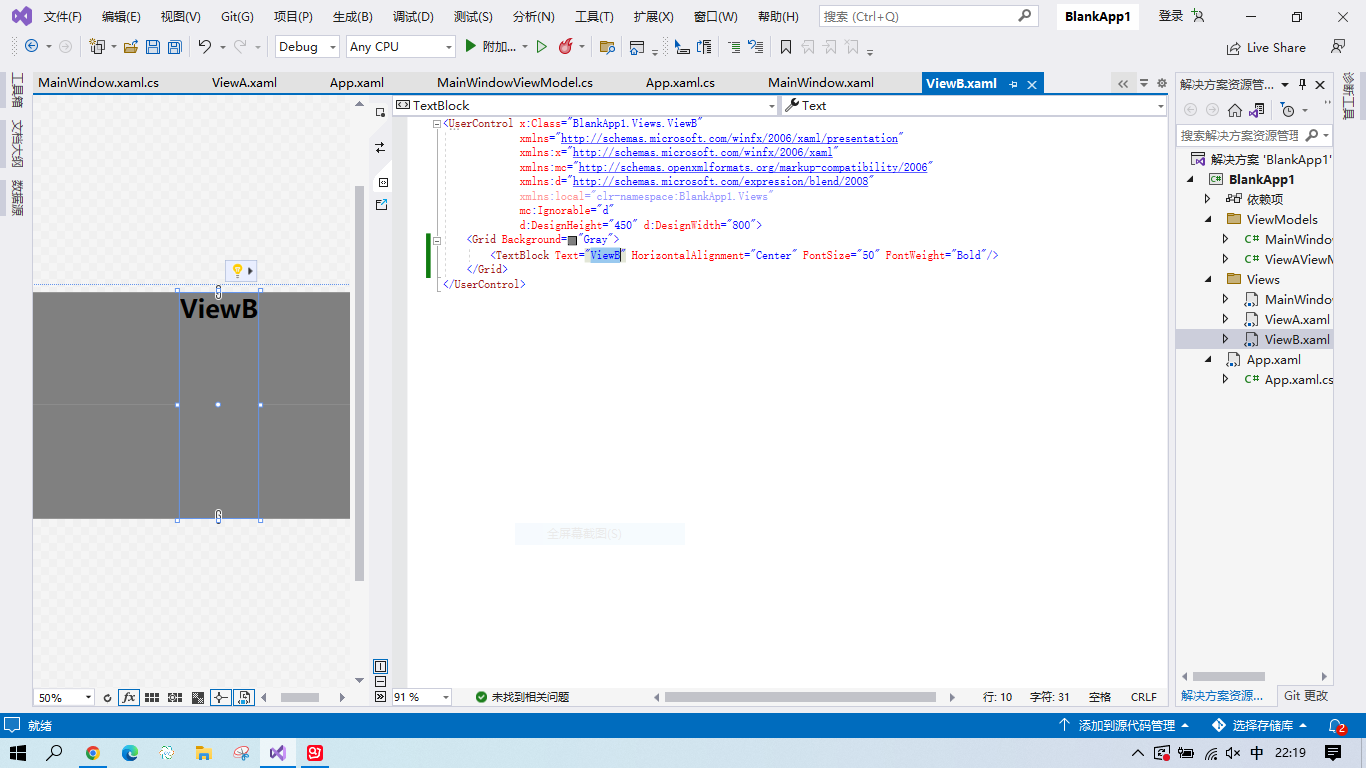 文件(F) 编辑(E) 视图(V) Git(G) 项目(P) 生成(B) 调试(D) 测试(S) 分析(N) 工具(T) 扩展(X) 窗口(W) 帮助(H) 搜索 (Ctrl+Q) BlankApp1 登录
Debug Any CPU 附加... Live Share
工具箱
文档大纲
数据源
MainWindow.xaml.cs ViewA.xaml App.xaml MainWindowViewModel.cs App.xaml.cs MainWindow.xaml ViewB.xaml
TextBlock Text
<UserControl x:Class="BlankApp1.Views.ViewB"
xmlns="http://schemas.microsoft.com/winfx/2006/xaml/presentation"
xmlns:x="http://schemas.microsoft.com/winfx/2006/xaml"
xmlns:mc="http://schemas.openxmlformats.org/markup-compatibility/2006"
xmlns:d="http://schemas.microsoft.com/expression/blend/2008"
xmlns:local="clr-namespace:BlankApp1.Views"
mc:Ignorable="d"
d:DesignHeight="450" d:DesignWidth="800">
<Grid Background="Gray">
<TextBlock Text="ViewB" HorizontalAlignment="Center" FontSize="50" FontWeight="Bold"/>
</Grid>
</UserControl>
ViewB
全屏幕截图(S)
50% fx
91 % 未找到相关问题 行: 10 字符: 31 空格 CRLF
解决方案资源管...
搜索解决方案资源管理
解决方案 'BlankApp1'
BlankApp1
依赖项
ViewModels
C# MainWindo
C# ViewAViewM
Views
MainWindo
ViewA.xaml
ViewB.xaml
App.xaml
C# App.xaml.cs
解决方案资源... Git 更改
诊断工具
就绪 添加到源代码管理 选择存储库 2
中 22:19